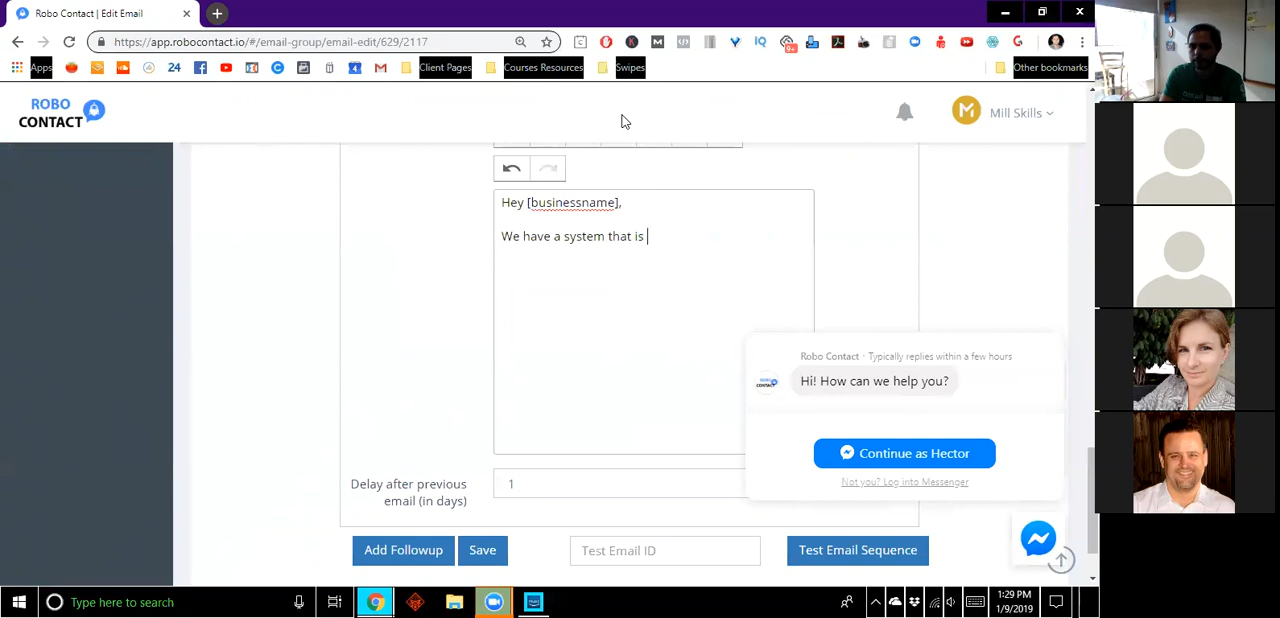 Robo Contact | Edit Email
https://app.robocontact.io/#/email-group/email-edit/629/2117
IQ
9+
Apps
24
Client Pages
Courses Resources
Swipes
Other bookmarks
ROBO
CONTACT
M
Mill Skills
Hey [businessname],
We have a system that is
Robo Contact · Typically replies within a few hours
Hi! How can we help you?
Continue as Hector
Not you? Log into Messenger
Delay after previous
email (in days)
1
Add Followup
Save
Test Email ID
Test Email Sequence
Type here to search
1:29 PM
1/9/2019